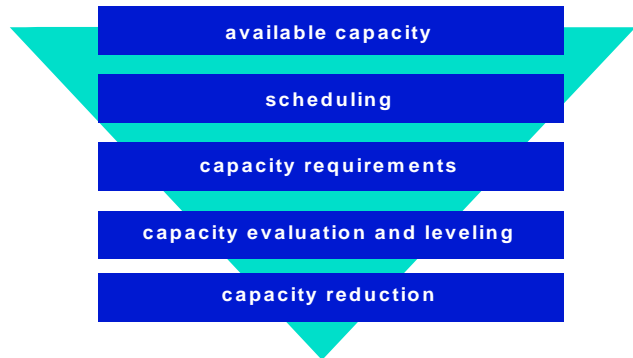 available capacity
scheduling
capacity requirements
capacity evaluation and leveling
capacity reduction